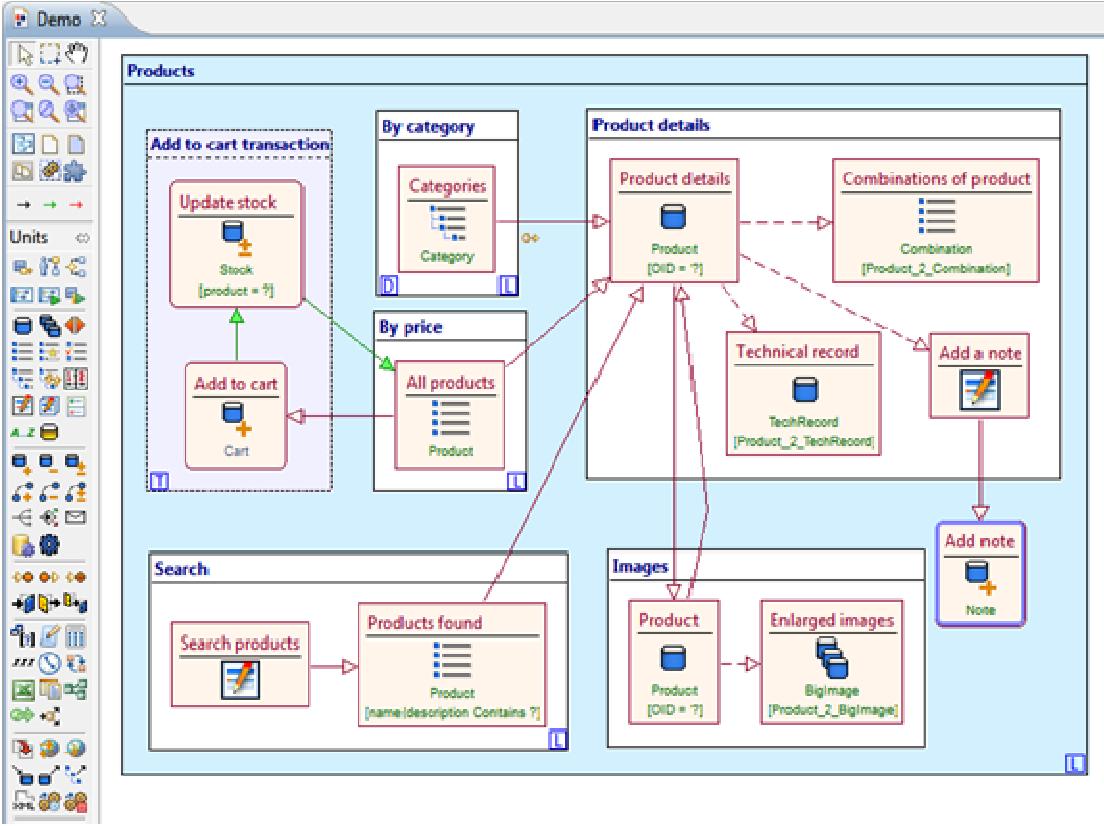 Demo
Units
A..Z
XML
Products
Add to cart transaction
Update stock
Stock
[product = ?]
Add to cart
Cart
T
By category
Categories
Category
D
L
By price
All products
Product
L
Product details
Product details
Product
[OID = '?]
Combinations of product
Combination
[Product_2_Combination]
Technical record
TechRecord
[Product_2_TechRecord]
Add a note
Add note
Note
Search
Search products
Products found
Product
[name(description Contains ?]
L
Images
Product
Product
[OID = '?]
Enlarged images
BigImage
[Product_2_BigImage]
L